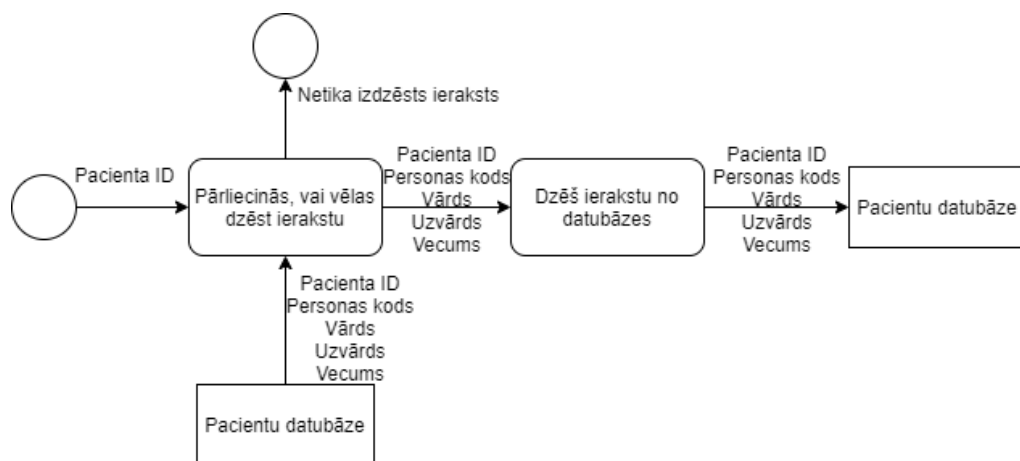 Netika izdzēsts ieraksts
Pacienta ID
Pārliecinās, vai vēlas
dzēst ierakstu
Pacienta ID
Personas kods
Vārds
Uzvārds
Vecums
Dzēš ierakstu no
datubāzes
Pacienta ID
Personas kods
Vārds
Uzvārds
Vecums
Pacientu datubāze
Pacienta ID
Personas kods
Vārds
Uzvārds
Vecums
Pacientu datubāze